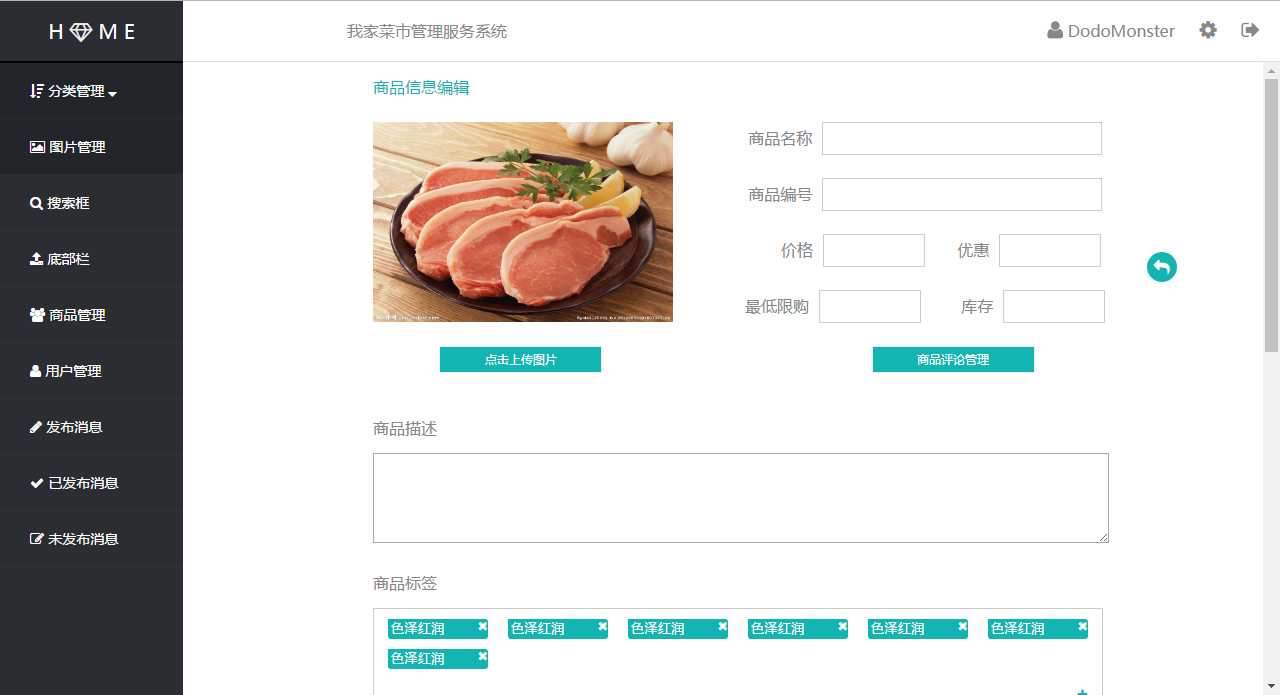 H ME
我家菜市管理服务系统
DodoMonster
分类管理
图片管理
搜索框
底部栏
商品管理
用户管理
发布消息
已发布消息
未发布消息
商品信息编辑
商品名称
商品编号
价格 优惠
最低限购 库存
点击上传图片 商品评论管理
商品描述
商品标签
色泽红润 色泽红润 色泽红润 色泽红润 色泽红润 色泽红润
色泽红润